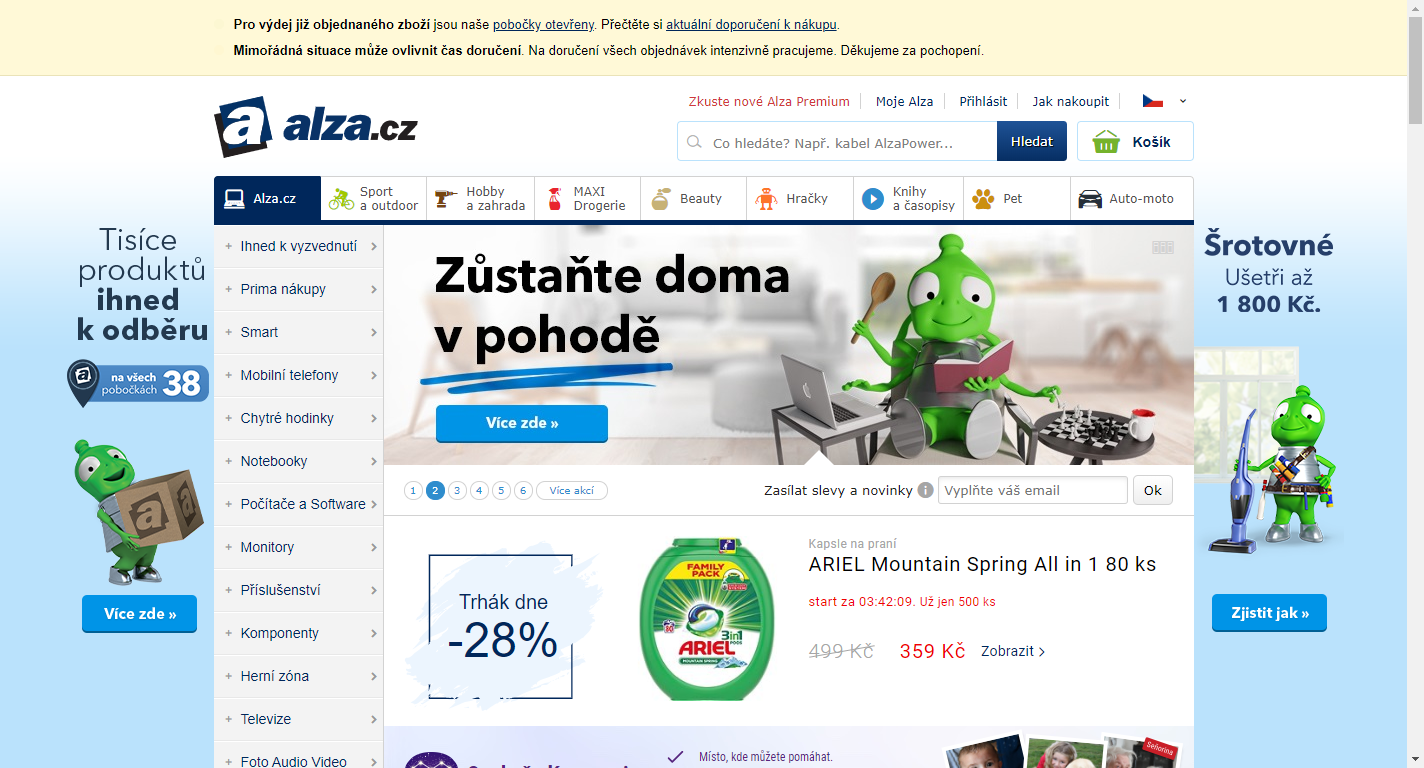 Pro výdej již objednaného zboží jsou naše pobočky otevřeny. Přečtěte si aktuální doporučení k nákupu.
Mimořádná situace může ovlivnit čas doručení. Na doručení všech objednávek intenzivně pracujeme. Děkujeme za pochopení.
alza.cz
Zkuste nové Alza Premium
Moje Alza
Přihlásit
Jak nakoupit
Co hledáte? Např. kabel AlzaPower...
Hledat
Košík
Alza.cz
Sport
a outdoor
Hobby
a zahrada
MAXI
Drogerie
Beauty
Hračky
Knihy
a časopisy
Pet
Auto-moto
Tisíce
produktů
ihned
k odběru
na všech
pobočkách
38
Více zde »
Ihned k vyzvednutí
Prima nákupy
Smart
Mobilní telefony
Chytré hodinky
Notebooky
Počítače a Software
Monitory
Příslušenství
Komponenty
Herní zóna
Televize
Foto Audio Video
Zůstaňte doma
v pohodě
Více zde »
1 2 3 4 5 6 Více akcí
Zasílat slevy a novinky
Vyplňte váš email
Ok
Trhák dne
-28%
FAMILY
PACK
80
3in1
PODS
ARIEL
MOUNTAIN SPRING
Kapsle na praní
ARIEL Mountain Spring All in 1 80 ks
start za 03:42:09. Už jen 500 ks
499 Kč
359 Kč
Zobrazit
Místo, kde můžete pomáhat.
Señorina
Šrotovné
Ušetři až
1 800 Kč.
Zjistit jak »